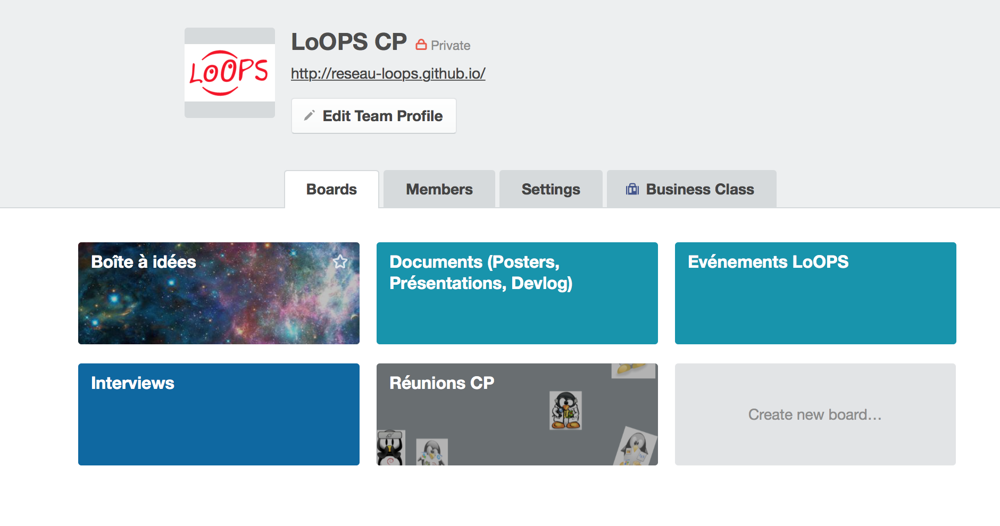 LOOPS
LoOPS CP Private
http://reseau-loops.github.io/
Edit Team Profile
Boards Members Settings Business Class
Boîte à idées
Documents (Posters,
Présentations, Devlog)
Evénements LoOPS
Interviews
Réunions CP
Create new board…